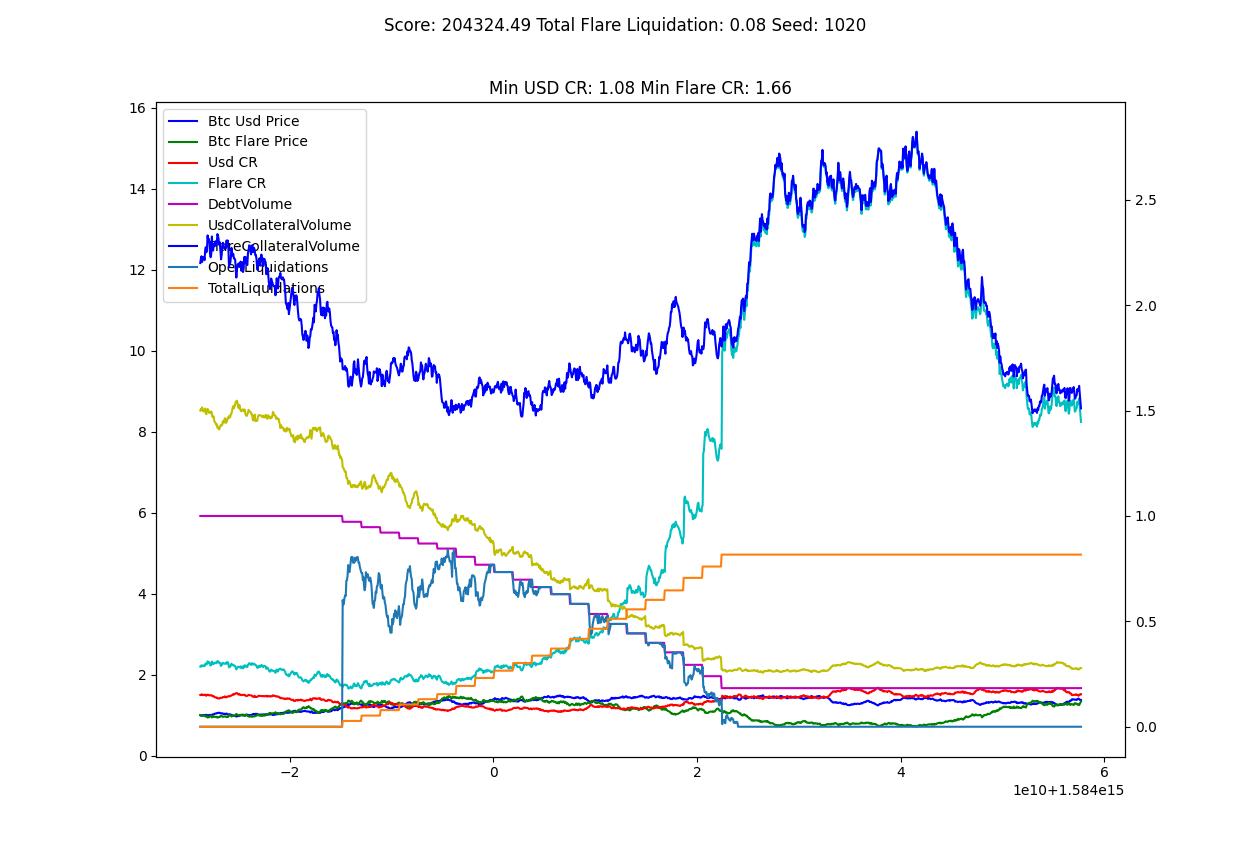 Score: 204324.49 Total Flare Liquidation: 0.08 Seed: 1020
Min USD CR: 1.08 Min Flare CR: 1.66
Btc Usd Price
Btc Flare Price
Usd CR
Flare CR
DebtVolume
UsdCollateralVolume
FlareCollateralVolume
OpenLiquidations
TotalLiquidations
16
14
12
10
8
6
4
2
0
2.5
2.0
1.5
1.0
0.5
0.0
−2
0
2
4
6
1e10+1.584e15